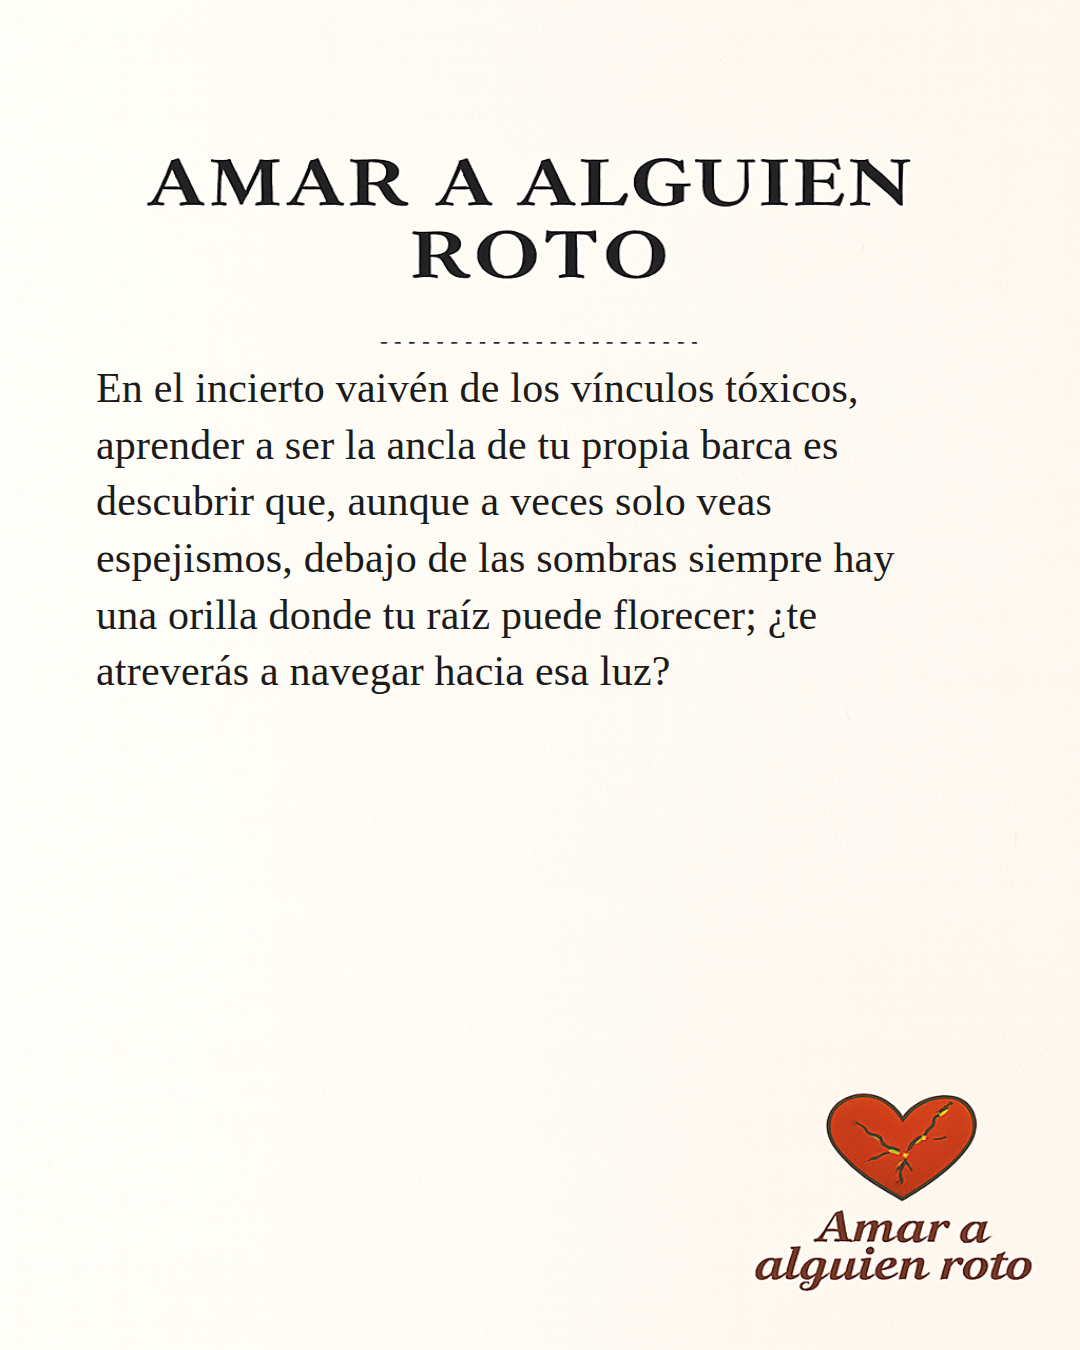 AMAR A ALGUIEN
ROTO
----------------------
En el incierto vaivén de los vínculos tóxicos,
aprender a ser la ancla de tu propia barca es
descubrir que, aunque a veces solo veas
espejismos, debajo de las sombras siempre hay
una orilla donde tu raíz puede florecer; ¿te
atreverás a navegar hacia esa luz?
Amar a
alguien roto